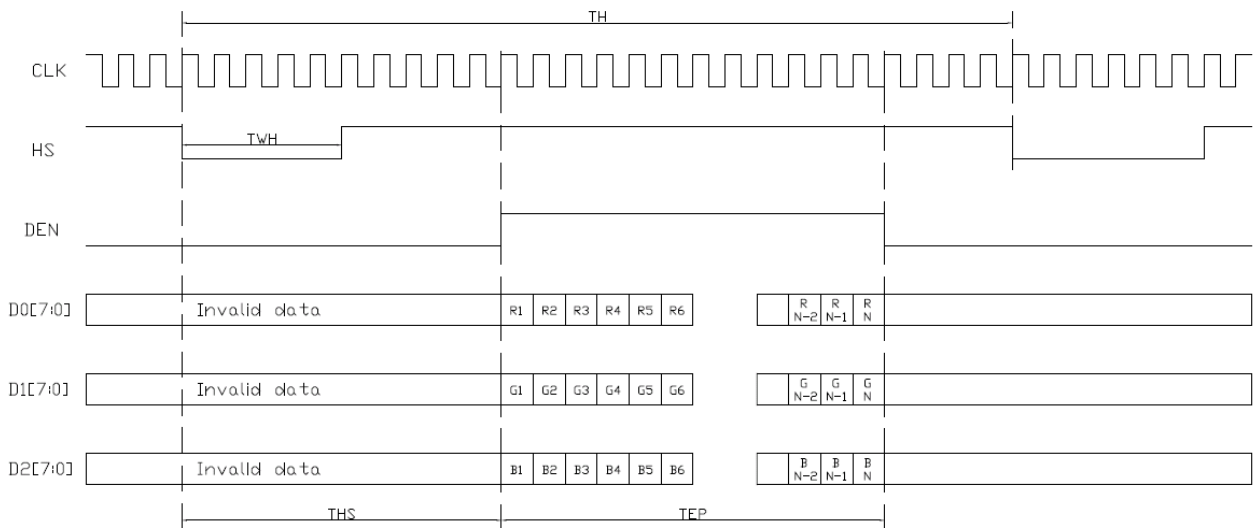 TH
CLK
HS
TWH
DEN
D0[7:0]
Invalid data
R1 R2 R3 R4 R5 R6
R N-2
R N-1
R N
D1[7:0]
Invalid data
G1 G2 G3 G4 G5 G6
G N-2
G N-1
G N
D2[7:0]
Invalid data
B1 B2 B3 B4 B5 B6
B N-2
B N-1
B N
THS
TEP